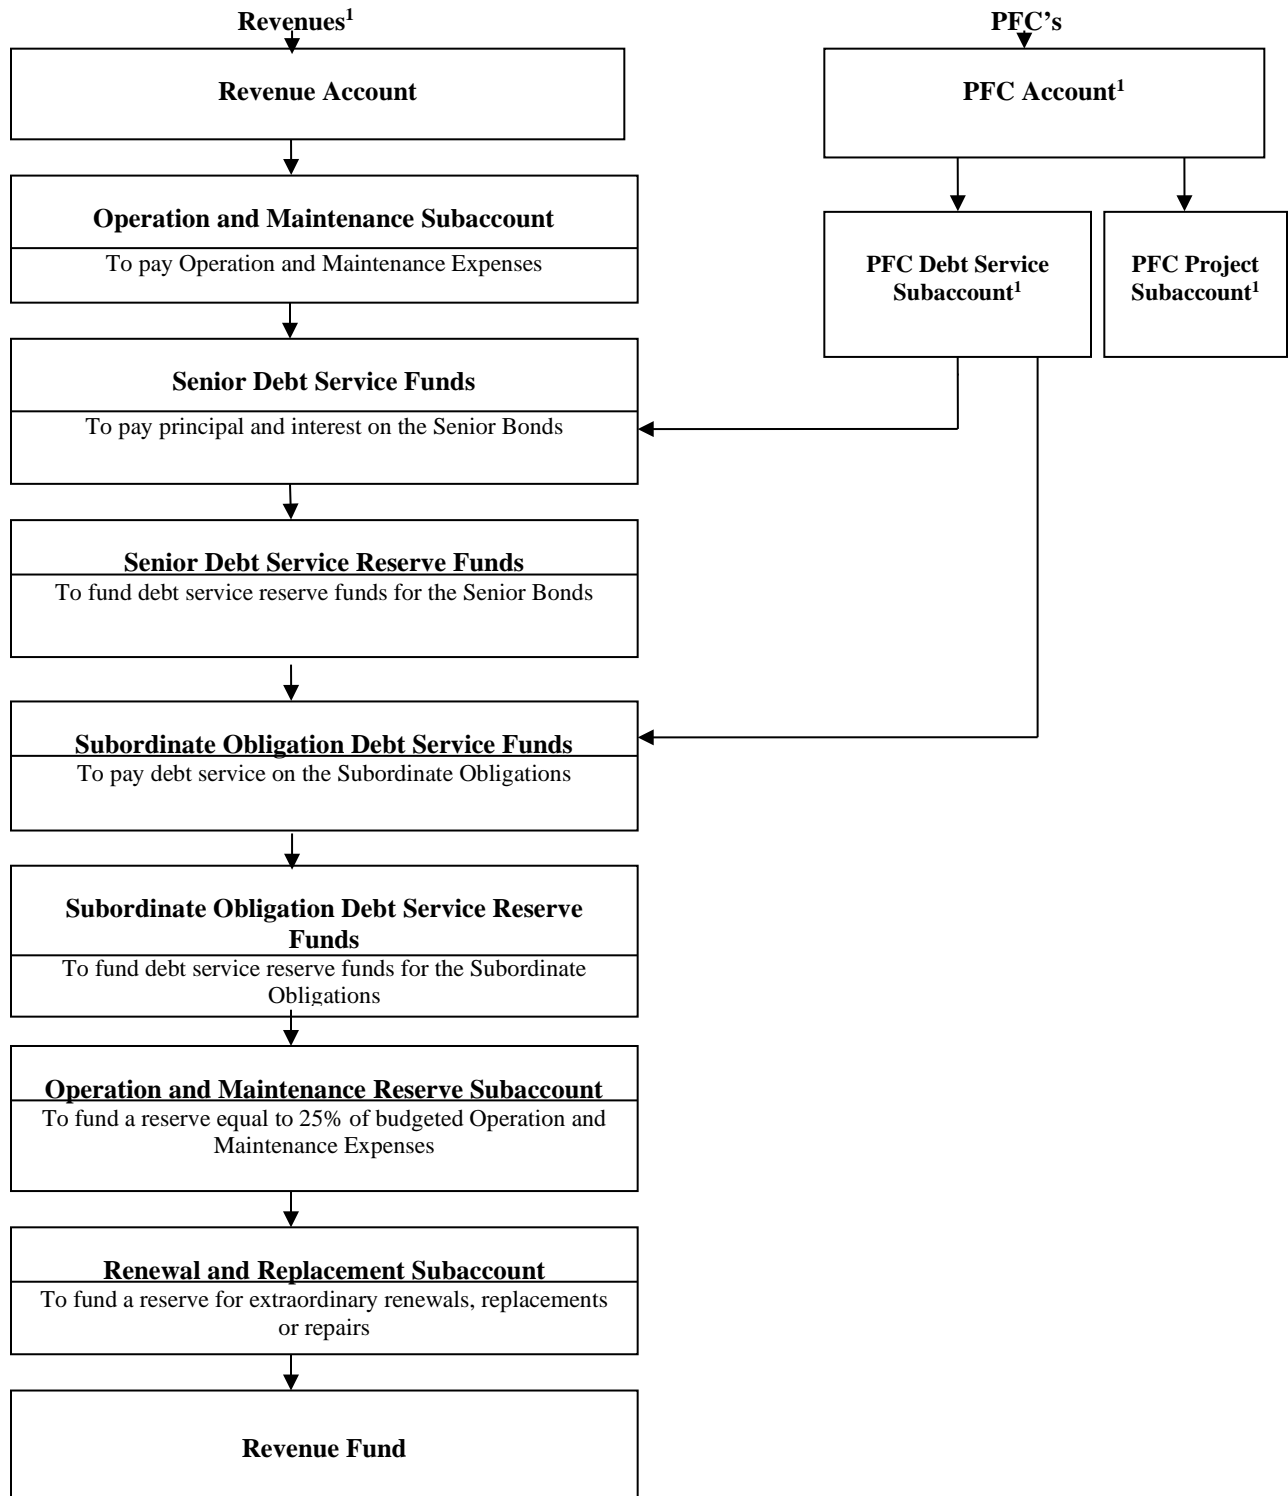 Revenues¹
Revenue Account
Operation and Maintenance Subaccount
To pay Operation and Maintenance Expenses
Senior Debt Service Funds
To pay principal and interest on the Senior Bonds
Senior Debt Service Reserve Funds
To fund debt service reserve funds for the Senior Bonds
Subordinate Obligation Debt Service Funds
To pay debt service on the Subordinate Obligations
Subordinate Obligation Debt Service Reserve
Funds
To fund debt service reserve funds for the Subordinate
Obligations
Operation and Maintenance Reserve Subaccount
To fund a reserve equal to 25% of budgeted Operation and
Maintenance Expenses
Renewal and Replacement Subaccount
To fund a reserve for extraordinary renewals, replacements
or repairs
Revenue Fund
PFC’s
PFC Account¹
PFC Debt Service
Subaccount¹
PFC Project
Subaccount¹